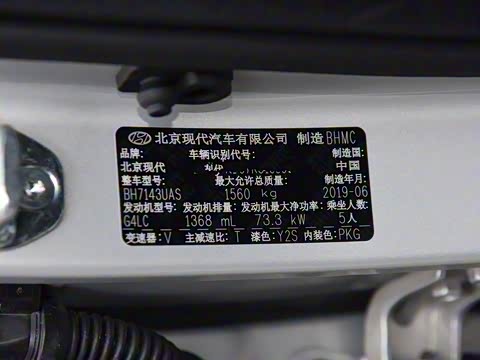 北京现代汽车有限公司 制造 BHMC
品牌: 车辆识别代号: 制造国:
北京现代 中国
整车型号: 最大允许总质量: 制造年月:
BH7143UAS 1560 kg 2019-06
发动机型号: 发动机排量: 发动机最大净功率: 乘坐人数:
G4LC 1368 mL 73.3 kW 5人
变速器: V 主减速比: T 漆色: Y2S 内装色: PKG